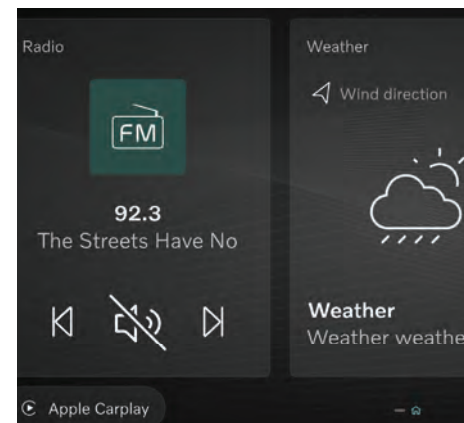 Radio
FM
92.3
The Streets Have No
Apple Carplay
Weather
Wind direction
Weather
Weather weathe